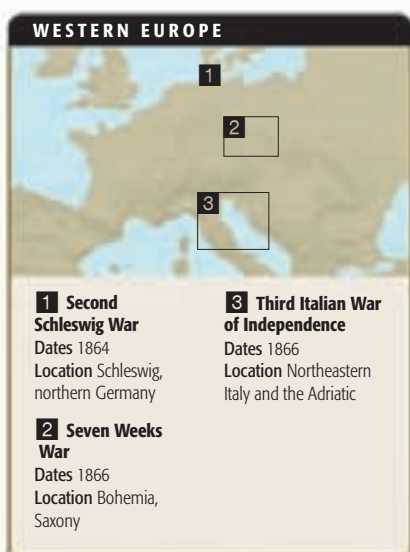 WESTERN EUROPE
1
2
3
1 Second
Schleswig War
Dates 1864
Location Schleswig,
northern Germany
2 Seven Weeks
War
Dates 1866
Location Bohemia,
Saxony
3 Third Italian War
of Independence
Dates 1866
Location Northeastern
Italy and the Adriatic